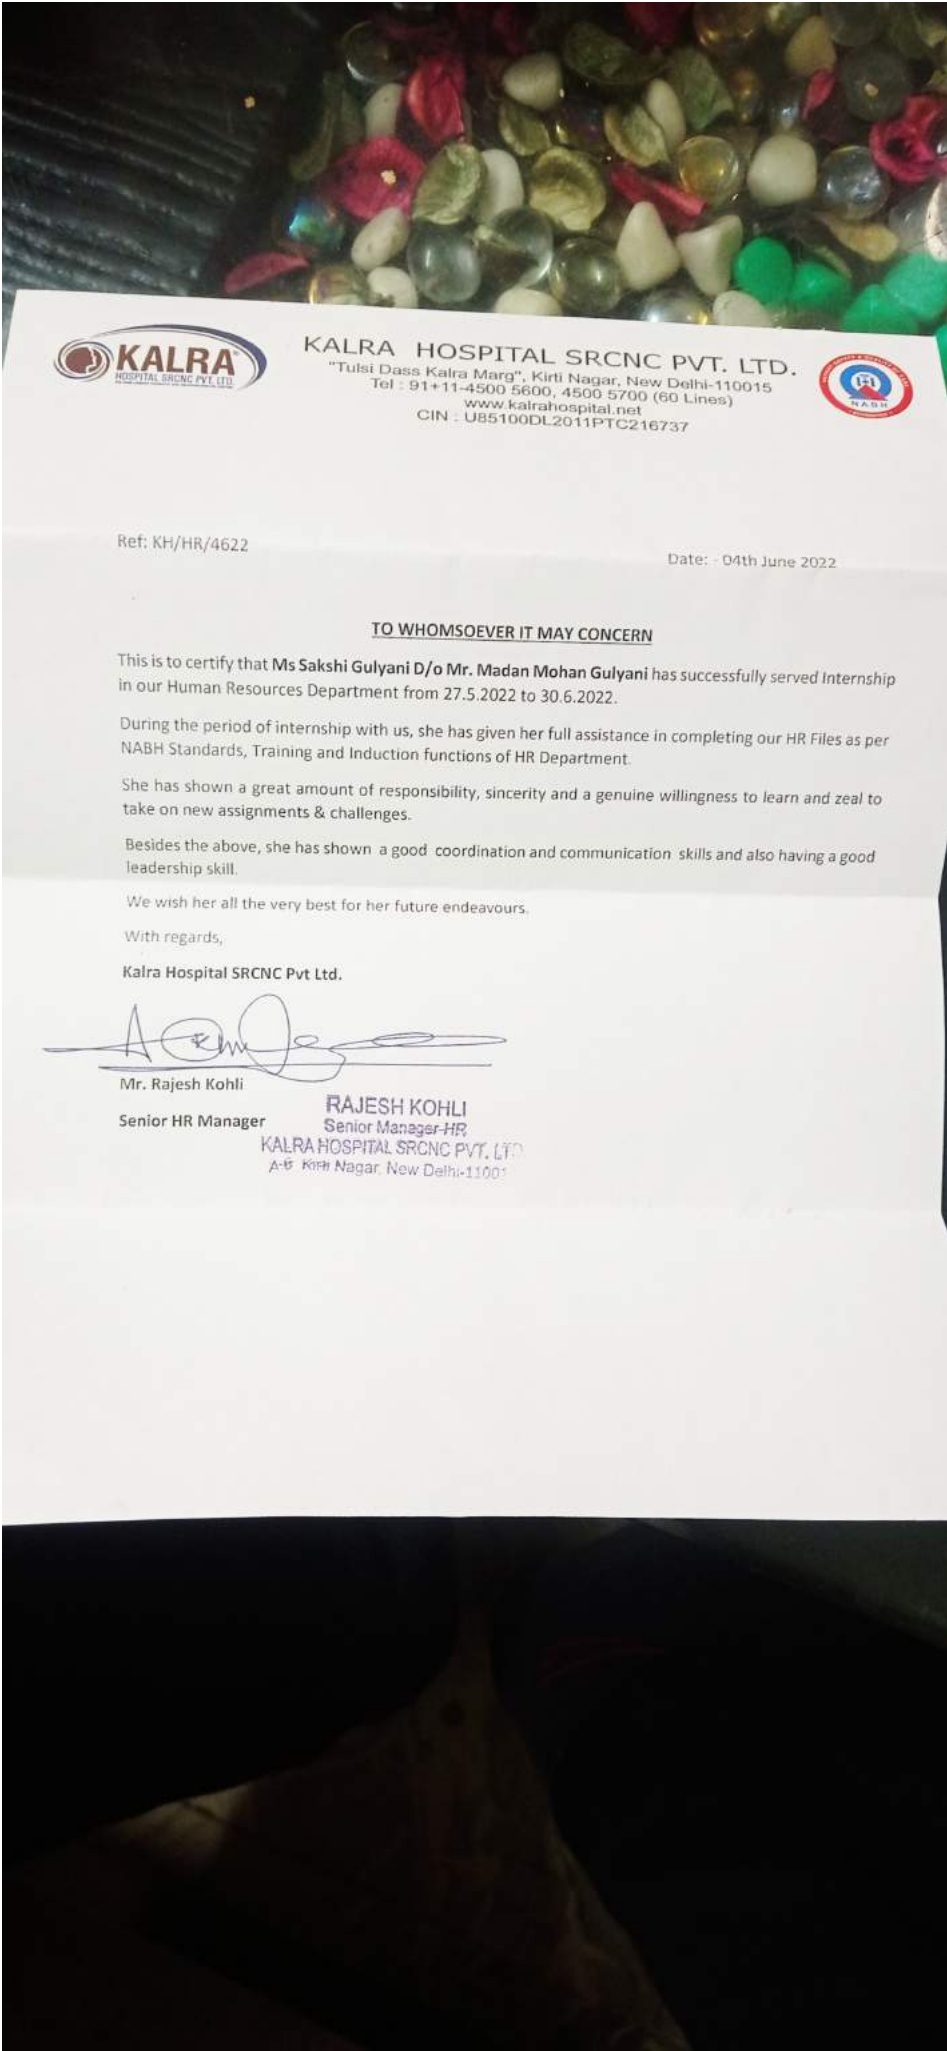 KALRA
HOSPITAL SRCNC PVT. LTD.
KALRA HOSPITAL SRCNC PVT. LTD.
"Tulsi Dass Kalra Marg", Kirti Nagar, New Delhi-110015
Tel : 91+11-4500 5600, 4500 5700 (60 Lines)
www.kalrahospital.net
CIN : U85100DL2011PTC216737
NABH
Ref: KH/HR/4622
Date: - 04th June 2022
TO WHOMSOEVER IT MAY CONCERN
This is to certify that Ms Sakshi Gulyani D/o Mr. Madan Mohan Gulyani has successfully served Internship
in our Human Resources Department from 27.5.2022 to 30.6.2022.
During the period of internship with us, she has given her full assistance in completing our HR Files as per
NABH Standards, Training and Induction functions of HR Department.
She has shown a great amount of responsibility, sincerity and a genuine willingness to learn and zeal to
take on new assignments & challenges.
Besides the above, she has shown a good coordination and communication skills and also having a good
leadership skill.
We wish her all the very best for her future endeavours.
With regards,
Kalra Hospital SRCNC Pvt Ltd.
Mr. Rajesh Kohli
Senior HR Manager
RAJESH KOHLI
Senior Manager-HR
KALRA HOSPITAL SRCNC PVT. LTD
Nagar, New Delhi-11001